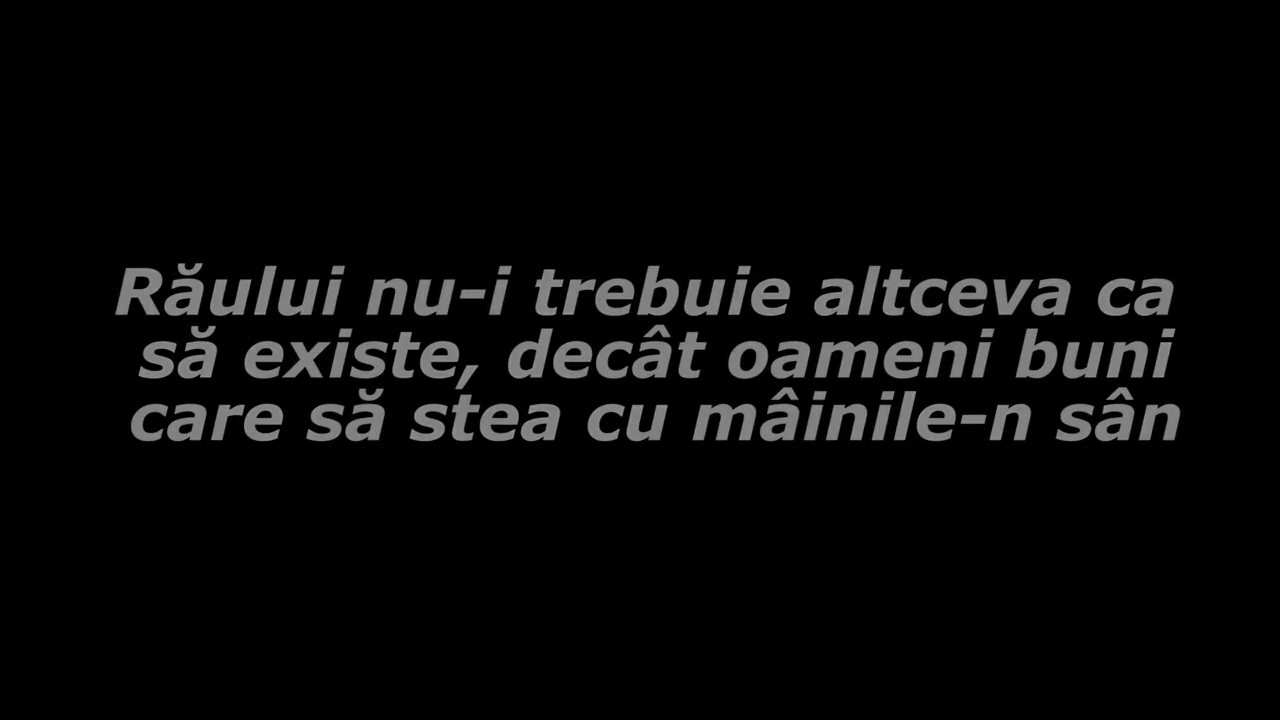 Răului nu-i trebuie altceva ca
să existe, decât oameni buni
care să stea cu mâinile-n sân